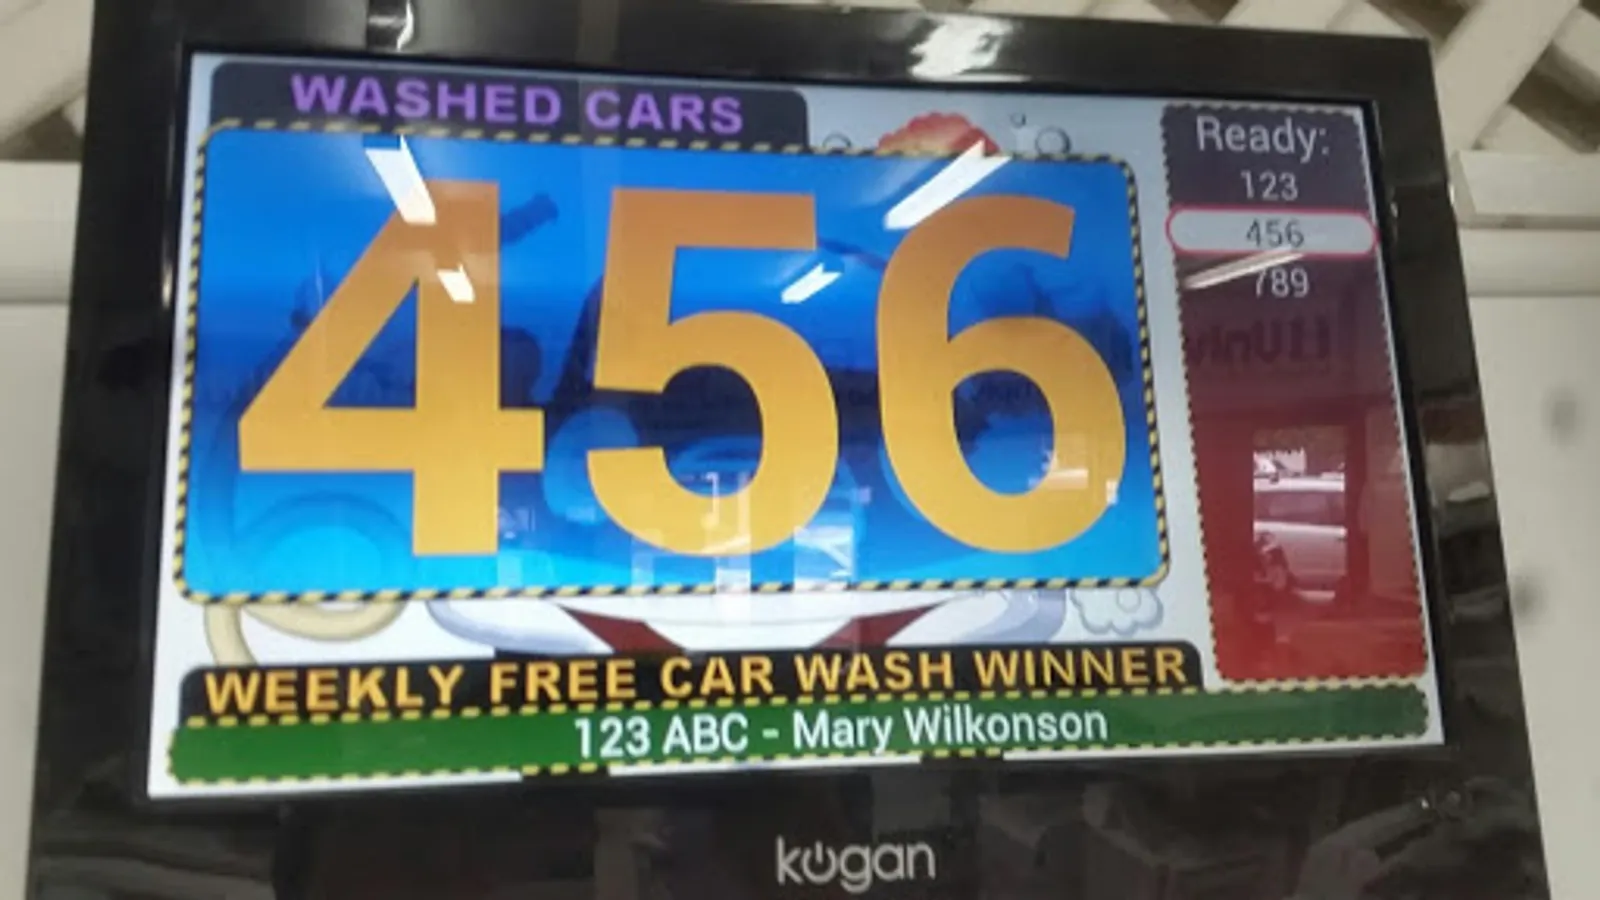 WASHED CARS
456
Ready:
123
456
789
WEEKLY FREE CAR WASH WINNER
123 ABC - Mary Wilkonson
kogan